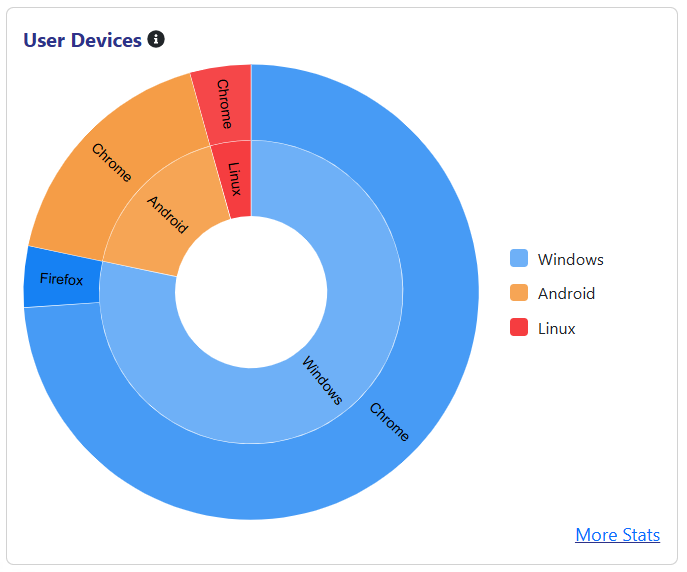 User Devices
Chrome
Chrome
Linux
Android
Firefox
Windows
Chrome
Windows
Android
Linux
More Stats